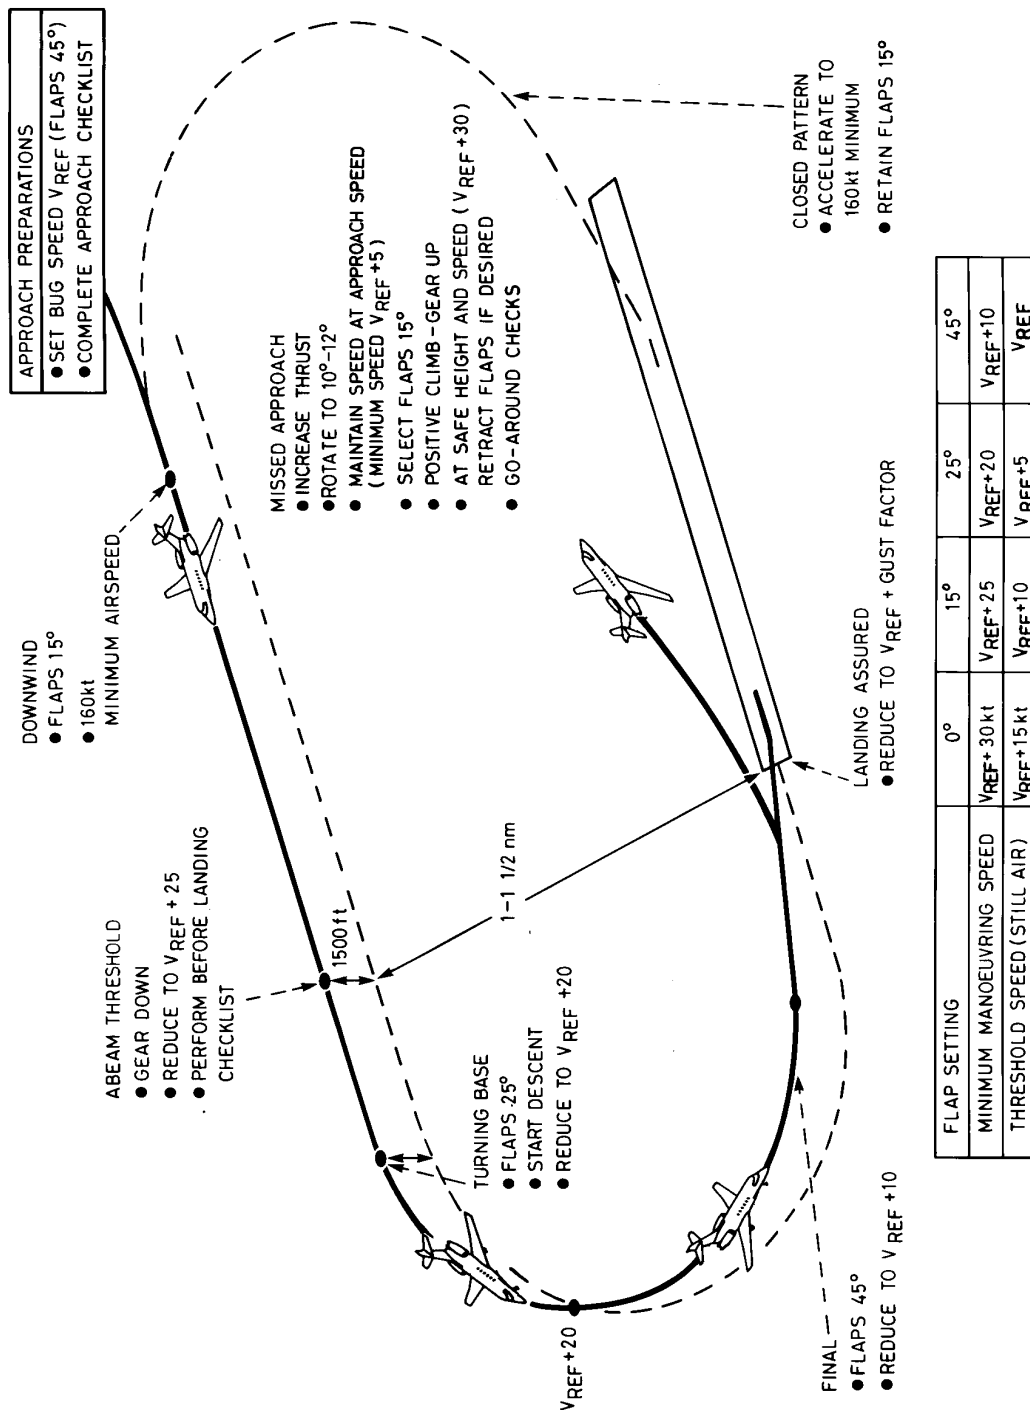 APPROACH PREPARATIONS
● SET BUG SPEED VREF (FLAPS 45°)
● COMPLETE APPROACH CHECKLIST
DOWNWIND
● FLAPS 15°
● 160kt
MINIMUM AIRSPEED
ABEAM THRESHOLD
● GEAR DOWN
● REDUCE TO VREF +25
● PERFORM BEFORE LANDING
CHECKLIST
1500ft
TURNING BASE
● FLAPS 25°
● START DESCENT
● REDUCE TO VREF +20
VREF+20
FINAL
● FLAPS 45°
● REDUCE TO VREF +10
1-1 1/2 nm
LANDING ASSURED
● REDUCE TO VREF + GUST FACTOR
MISSED APPROACH
● INCREASE THRUST
● ROTATE TO 10°-12°
● MAINTAIN SPEED AT APPROACH SPEED
(MINIMUM SPEED VREF+5)
● SELECT FLAPS 15°
● POSITIVE CLIMB-GEAR UP
● AT SAFE HEIGHT AND SPEED (VREF+30)
RETRACT FLAPS IF DESIRED
● GO-AROUND CHECKS
CLOSED PATTERN
● ACCELERATE TO
160kt MINIMUM
● RETAIN FLAPS 15°
FLAP SETTING 0° 15° 25° 45°
MINIMUM MANOEUVRING SPEED VREF+30kt VREF+25 VREF+20 VREF+10
THRESHOLD SPEED (STILL AIR) VREF+15kt VREF+10 VREF+5 VREF